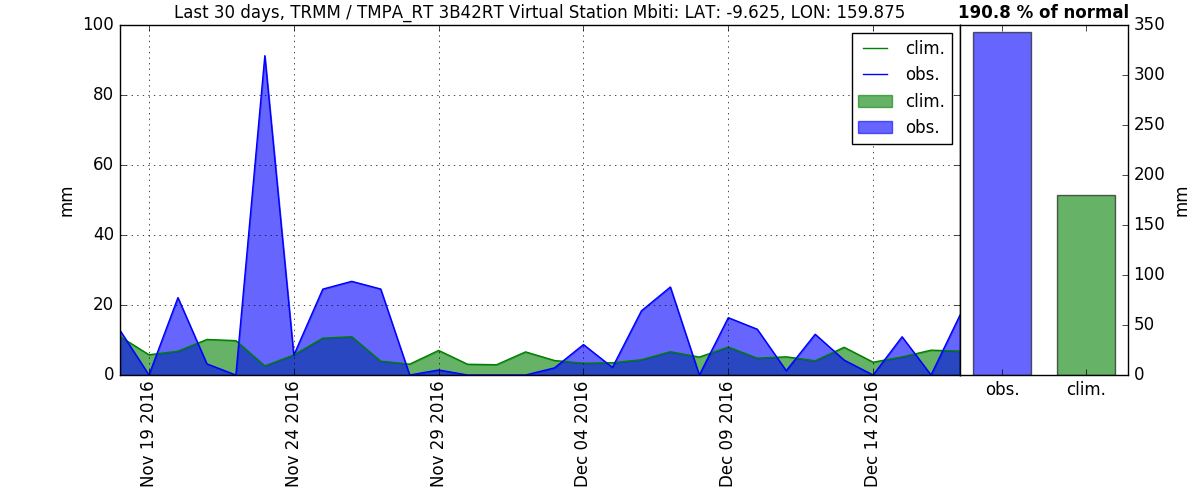 Last 30 days, TRMM / TMPA_RT 3B42RT Virtual Station Mbiti: LAT: -9.625, LON: 159.875
190.8 % of normal
100
80
60
40
20
0
mm
clim.
obs.
clim.
obs.
Nov 19 2016
Nov 24 2016
Nov 29 2016
Dec 04 2016
Dec 09 2016
Dec 14 2016
350
300
250
200
150
100
50
0
mm
obs.
clim.